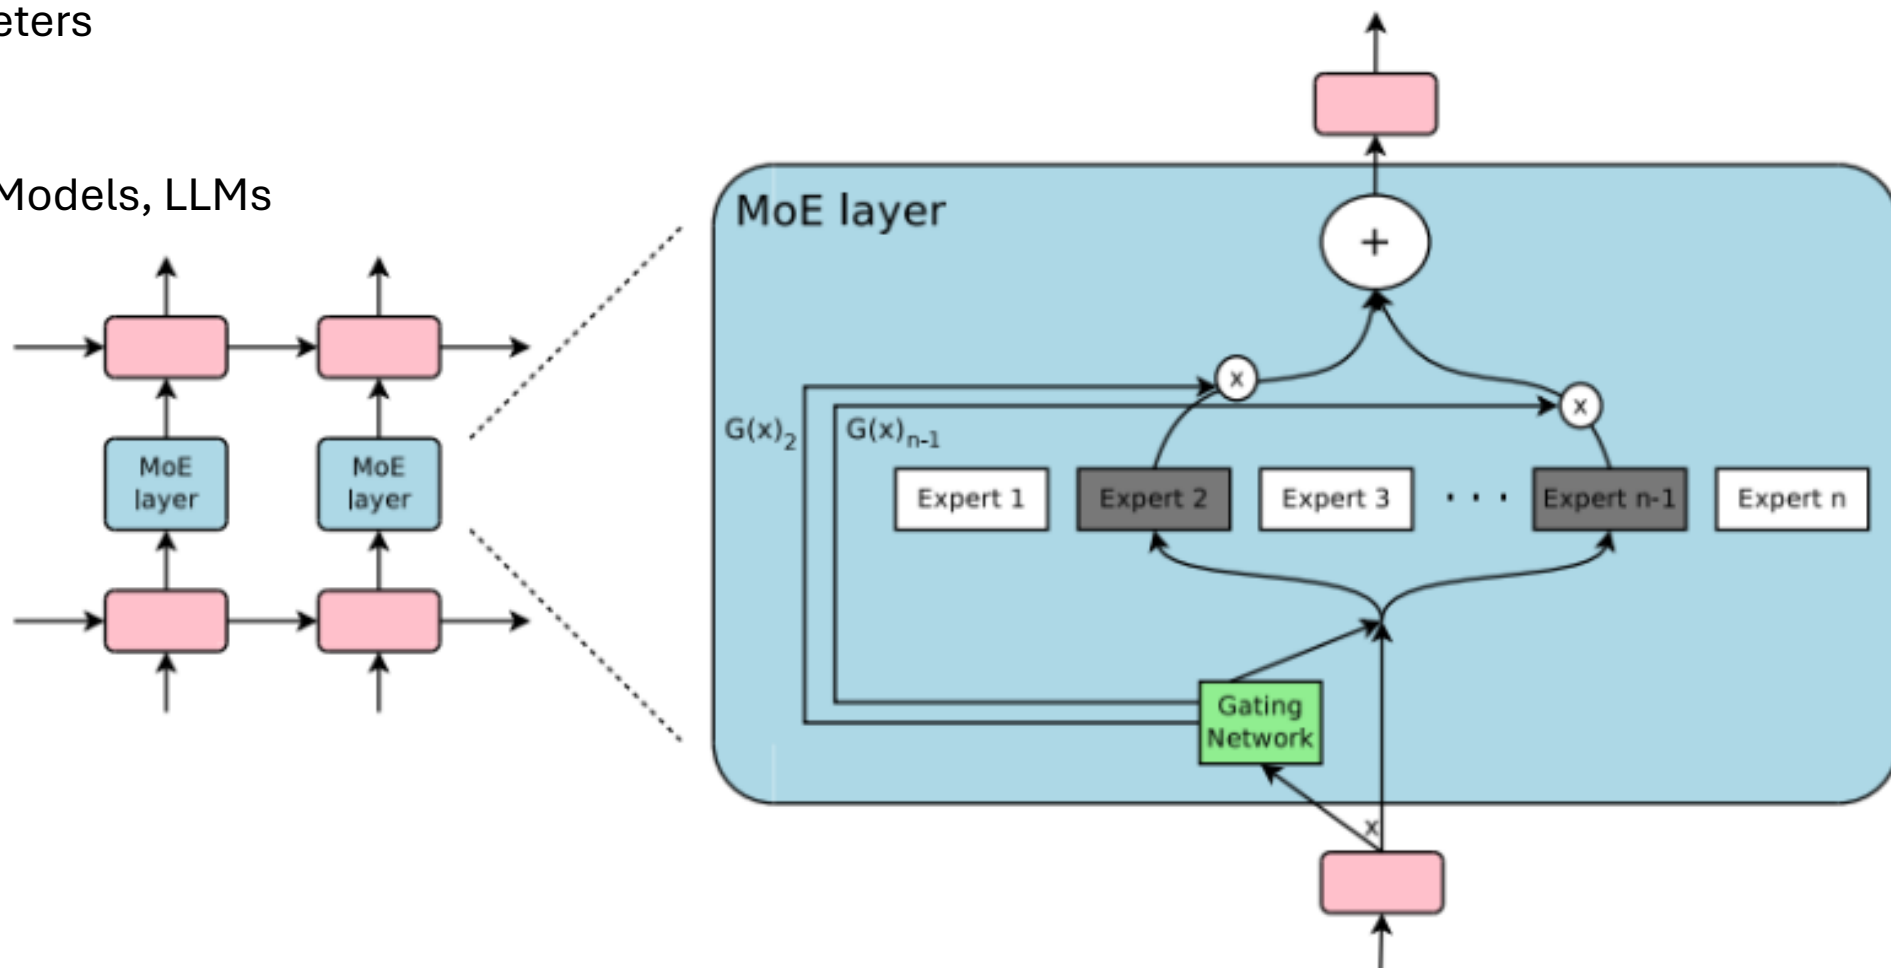 eters
Models, LLMs
MoE
layer
MoE
layer
MoE layer
+
x
x
G(x)2
G(x)n-1
Expert 1
Expert 2
Expert 3
. . .
Expert n-1
Expert n
Gating
Network
x